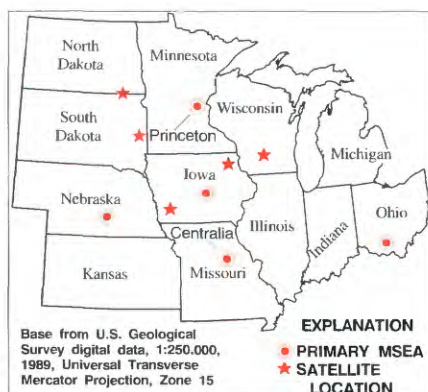 North
Dakota
Minnesota
South
Dakota
Princeton
Wisconsin
Michigan
Nebraska
Iowa
Illinois
Indiana
Ohio
Centralia
Kansas
Missouri
Base from U.S. Geological
Survey digital data, 1:250.000,
1989, Universal Transverse
Mercator Projection, Zone 15
EXPLANATION
PRIMARY MSEA
SATELLITE
LOCATION